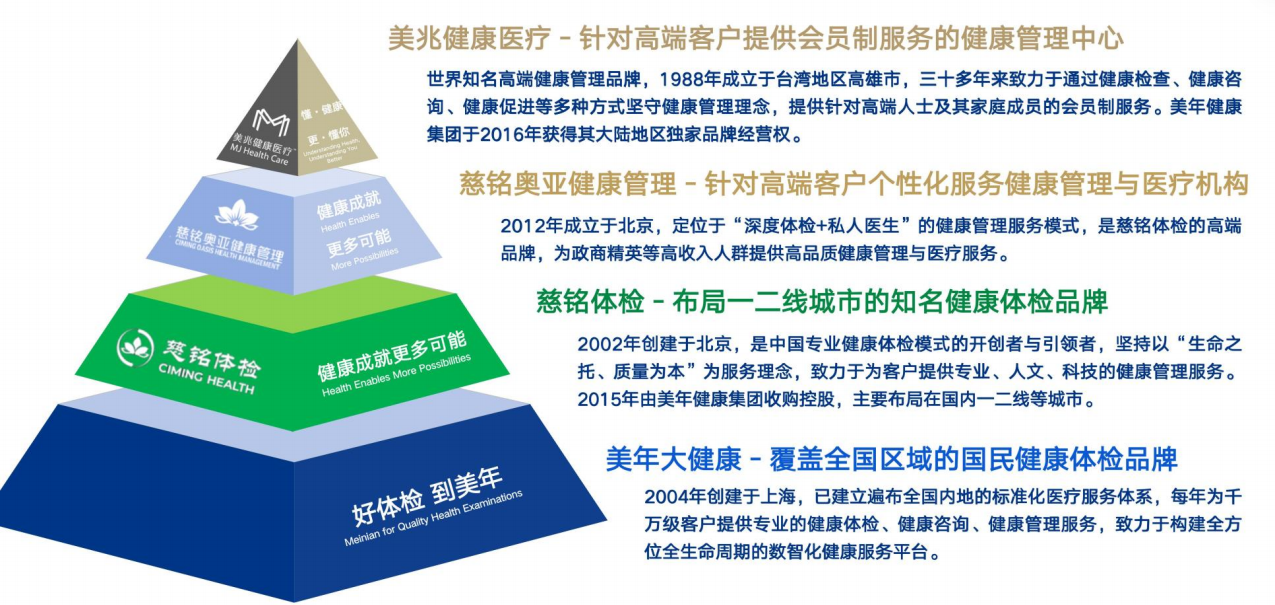 美兆健康医疗 - 针对高端客户提供会员制服务的健康管理中心
世界知名高端健康管理品牌，1988年成立于台湾地区高雄市，三十多年来致力于通过健康检查、健康咨
询、健康促进等多种方式坚守健康管理理念，提供针对高端人士及其家庭成员的会员制服务。美年健康
集团于2016年获得其大陆地区独家品牌经营权。
美兆健康医疗
MJ Health Care
懂·健康
更·懂你
Understanding Health,
Understanding You
Better
慈铭奥亚健康管理 - 针对高端客户个性化服务健康管理与医疗机构
2012年成立于北京，定位于“深度体检+私人医生”的健康管理服务模式，是慈铭体检的高端
品牌，为政商精英等高收入人群提供高品质健康管理与医疗服务。
慈铭奥亚健康管理
CIMING OASIS HEALTH MANAGEMENT
健康成就
Health Enables
更多可能
More Possibilities
慈铭体检 - 布局一二线城市的知名健康体检品牌
2002年创建于北京，是中国专业健康体检模式的开创者与引领者，坚持以“生命之
托、质量为本”为服务理念，致力于为客户提供专业、人文、科技的健康管理服务。
2015年由美年健康集团收购控股，主要布局在国内一二线等城市。
慈铭体检
CIMING HEALTH
健康成就更多可能
Health Enables More Possibilities
美年大健康 - 覆盖全国区域的国民健康体检品牌
2004年创建于上海，已建立遍布全国内地的标准化医疗服务体系，每年为千
万级客户提供专业的健康体检、健康咨询、健康管理服务，致力于构建全方
位全生命周期的数智化健康服务平台。
好体检 到美年
Meinian for Quality Health Examinations